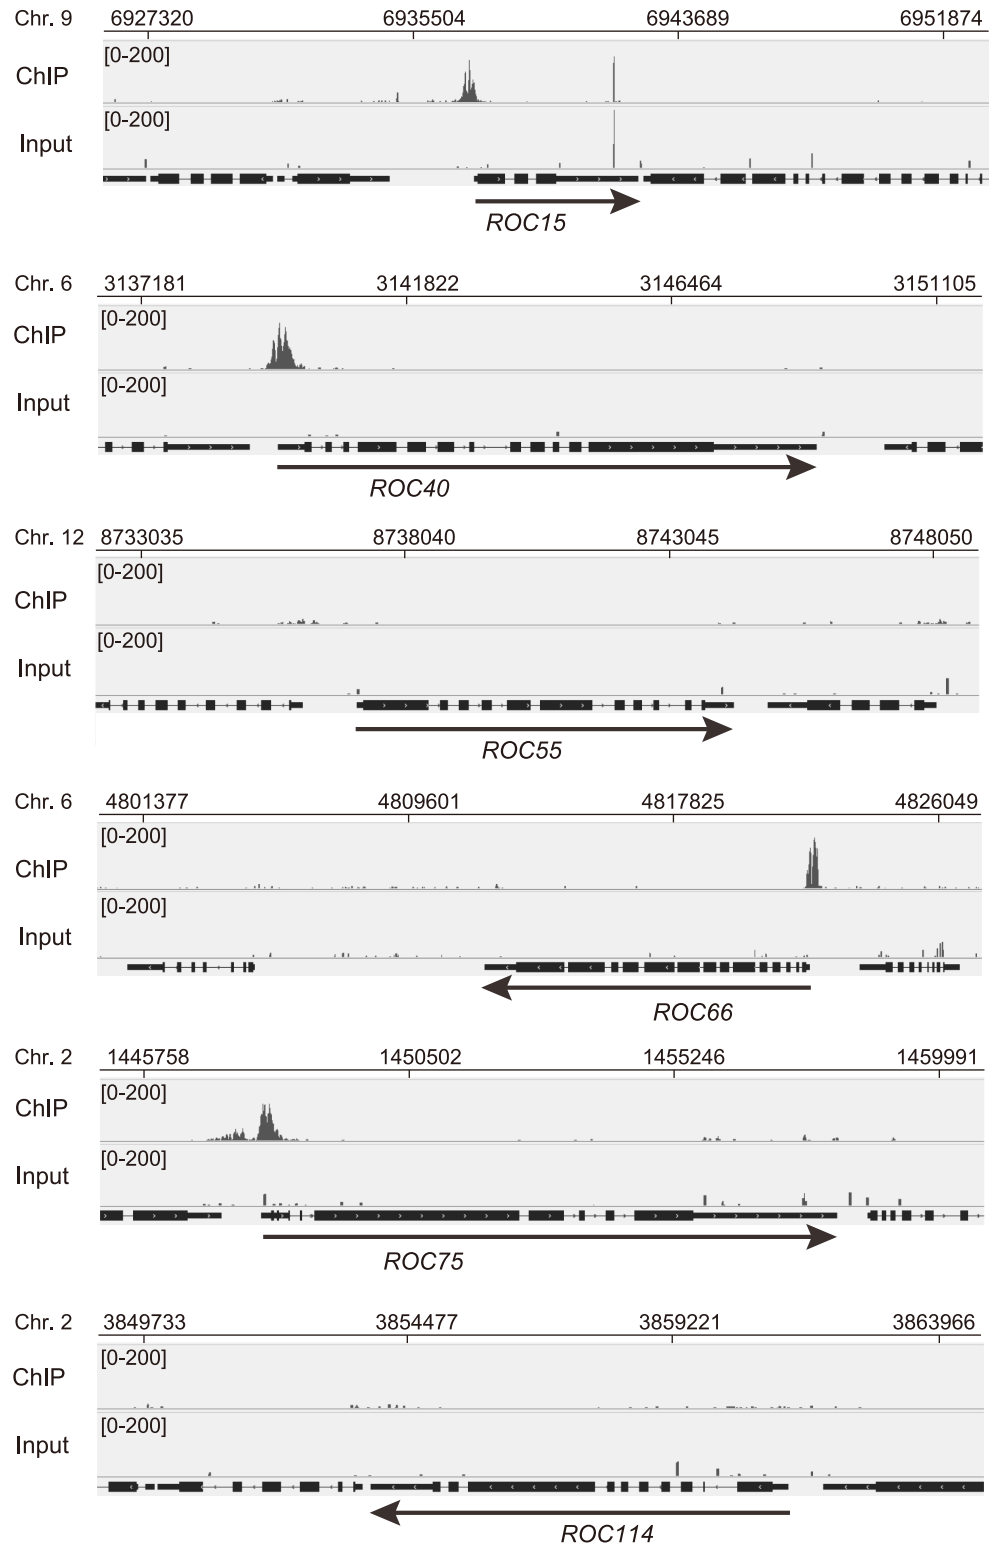 Chr. 9 6927320 6935504 6943689 6951874
ChIP [0-200]
Input [0-200]
ROC15
Chr. 6 3137181 3141822 3146464 3151105
ChIP [0-200]
Input [0-200]
ROC40
Chr. 12 8733035 8738040 8743045 8748050
ChIP [0-200]
Input [0-200]
ROC55
Chr. 6 4801377 4809601 4817825 4826049
ChIP [0-200]
Input [0-200]
ROC66
Chr. 2 1445758 1450502 1455246 1459991
ChIP [0-200]
Input [0-200]
ROC75
Chr. 2 3849733 3854477 3859221 3863966
ChIP [0-200]
Input [0-200]
ROC114